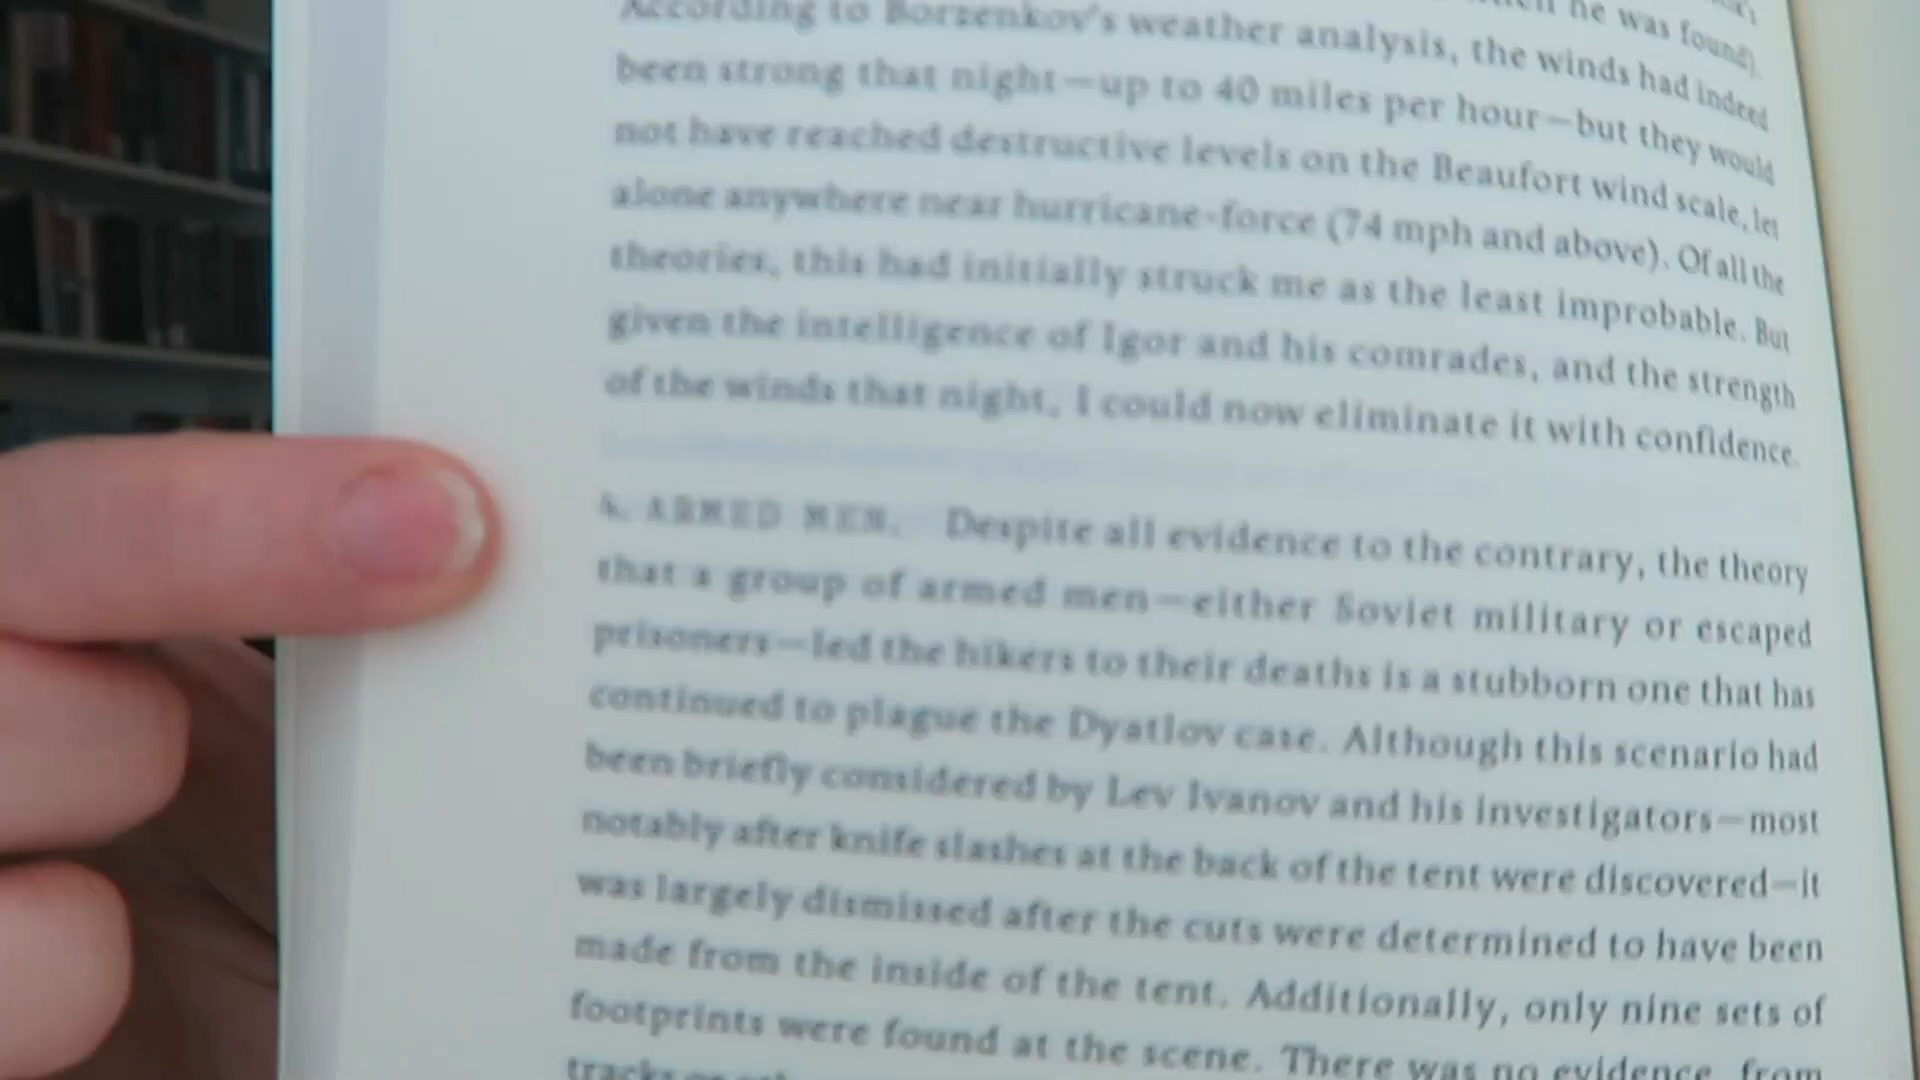 he was found).
According to Borzenkov's weather analysis, the winds had indeed
been strong that night—up to 40 miles per hour—but they would
not have reached destructive levels on the Beaufort wind scale, let
alone anywhere near hurricane-force (74 mph and above). Of all the
theories, this had initially struck me as the least improbable. But
given the intelligence of Igor and his comrades, and the strength
of the winds that night, I could now eliminate it with confidence.
4. ARMED MEN. Despite all evidence to the contrary, the theory
that a group of armed men—either Soviet military or escaped
prisoners—led the hikers to their deaths is a stubborn one that has
continued to plague the Dyatlov case. Although this scenario had
been briefly considered by Lev Ivanov and his investigators—most
notably after knife slashes at the back of the tent were discovered—it
was largely dismissed after the cuts were determined to have been
made from the inside of the tent. Additionally, only nine sets of
footprints were found at the scene. There was no evidence, from
tracks or